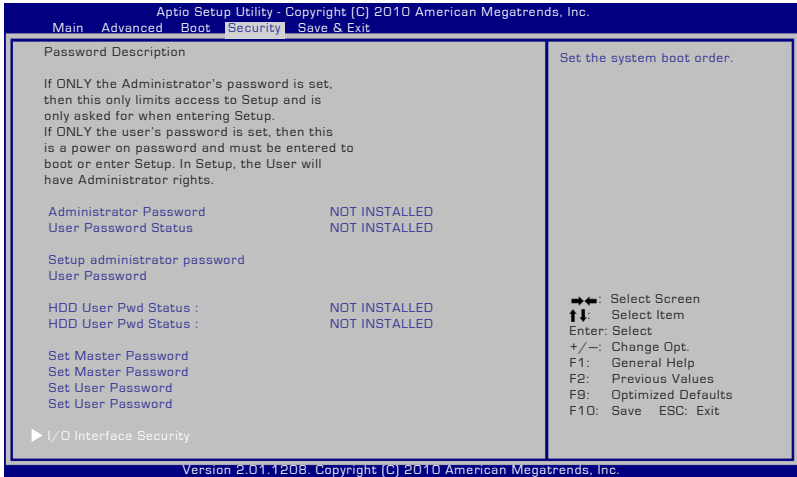 Aptio Setup Utility - Copyright (C) 2010 American Megatrends, Inc.
Main Advanced Boot Security Save & Exit
Password Description
If ONLY the Administrator's password is set,
then this only limits access to Setup and is
only asked for when entering Setup.
If ONLY the user's password is set, then this
is a power on password and must be entered to
boot or enter Setup. In Setup, the User will
have Administrator rights.
Administrator Password NOT INSTALLED
User Password Status NOT INSTALLED
Setup administrator password
User Password
HDD User Pwd Status : NOT INSTALLED
HDD User Pwd Status : NOT INSTALLED
Set Master Password
Set Master Password
Set User Password
Set User Password
I/O Interface Security
Set the system boot order.
→←: Select Screen
↑↓: Select Item
Enter: Select
+/—: Change Opt.
F1: General Help
F2: Previous Values
F9: Optimized Defaults
F10: Save ESC: Exit
Version 2.01.1208. Copyright (C) 2010 American Megatrends, Inc.